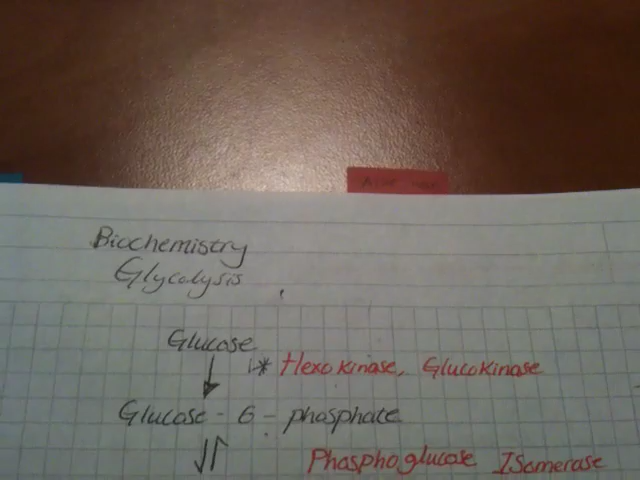 Biochemistry
Glycolysis
Glucose
* Hexokinase, Glucokinase
Glucose - 6 - phosphate
Phosphoglucose Isomerase